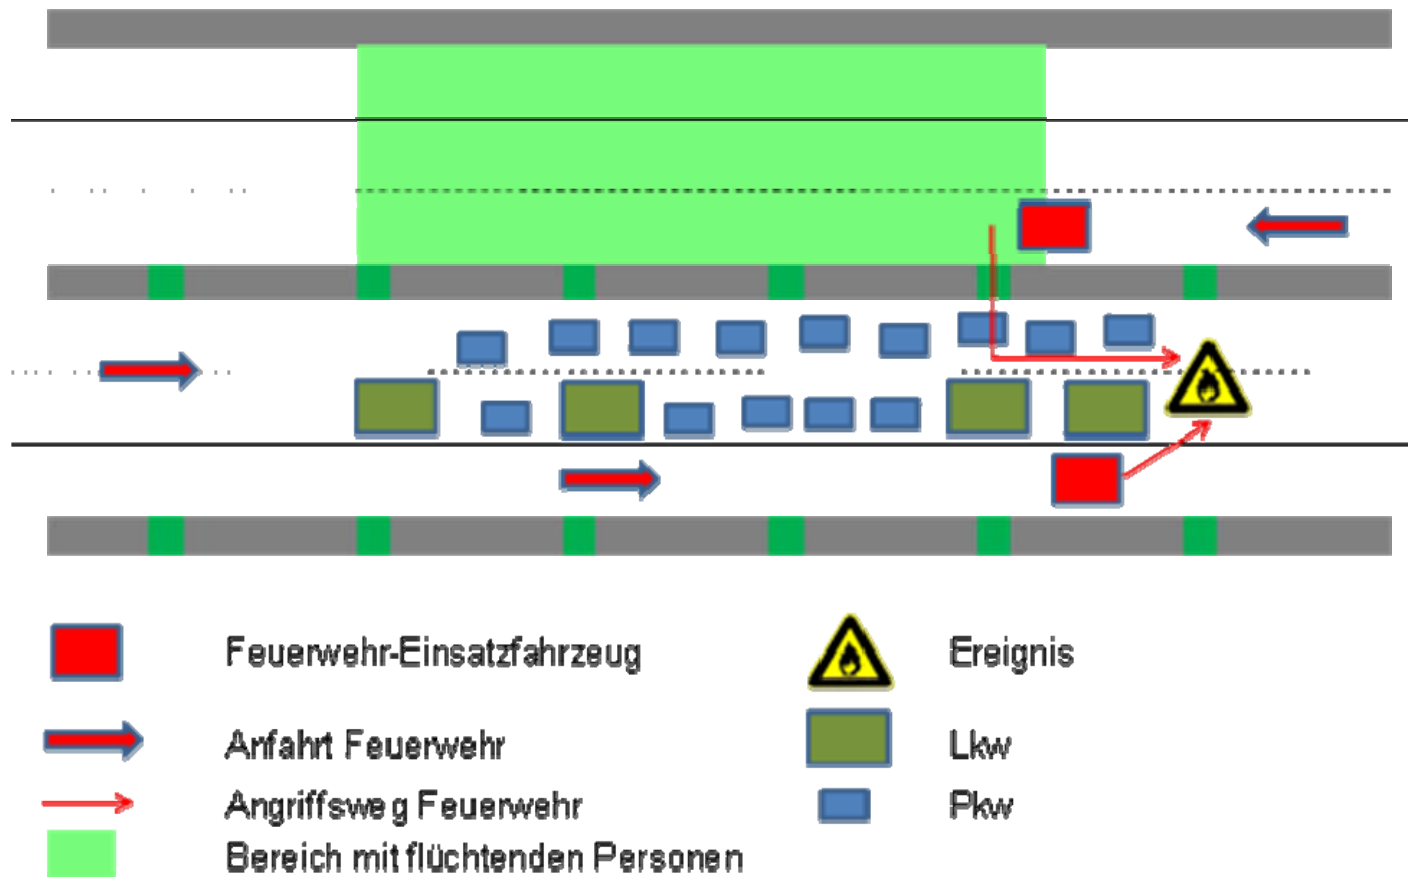 Feuerwehr-Einsatzfahrzeug
Ereignis
Anfahrt Feuerwehr
Lkw
Angriffsweg Feuerwehr
Pkw
Bereich mit flüchtenden Personen